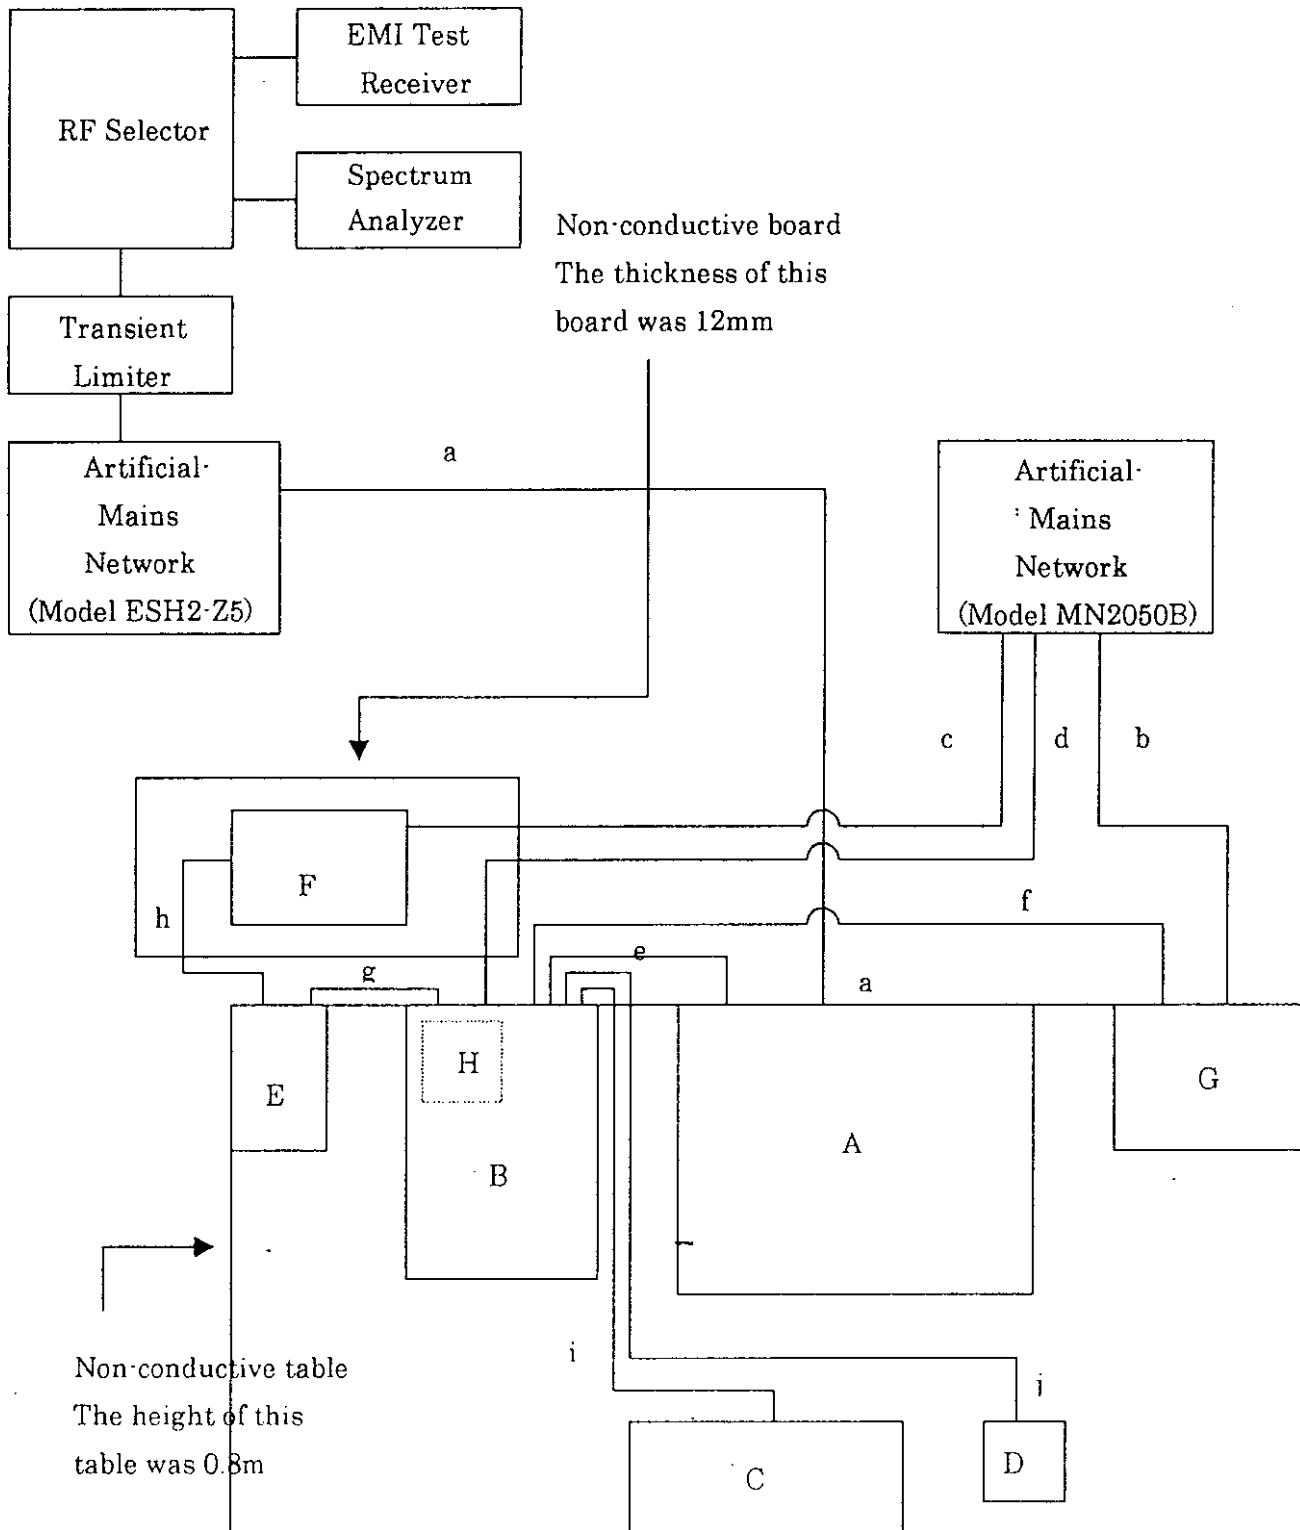 EMI Test
Receiver
RF Selector
Spectrum
Analyzer
Non-conductive board
The thickness of this
board was 12mm
Transient
Limiter
a
Artificial-
Mains
Network
(Model ESH2-Z5)
Artificial-
Mains
Network
(Model MN2050B)
c
d
b
F
h
f
e
g
a
H
E
G
A
B
Non-conductive table
The height of this
table was 0.8m
i
j
C
D